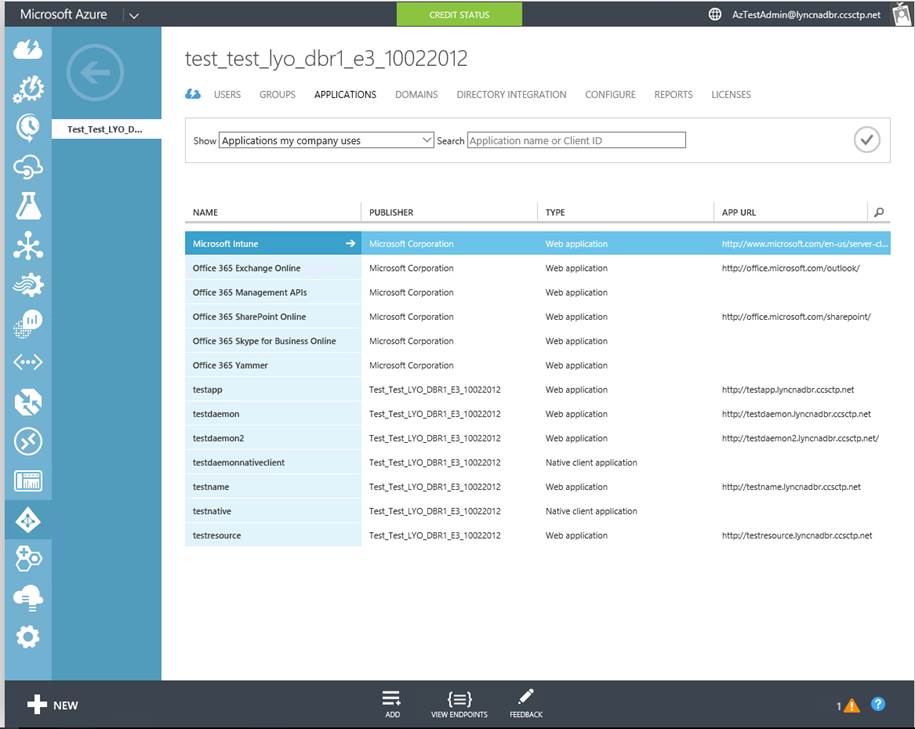 Microsoft Azure
CREDIT STATUS
AzTestAdmin@lyncnadbr.ccsctp.net
Test_Test_LYO_D...
test_test_lyo_dbr1_e3_10022012
USERS GROUPS APPLICATIONS DOMAINS DIRECTORY INTEGRATION CONFIGURE REPORTS LICENSES
Show Applications my company uses Search Application name or Client ID
NAME PUBLISHER TYPE APP URL
Microsoft Intune Microsoft Corporation Web application http://www.microsoft.com/en-us/server-cl...
Office 365 Exchange Online Microsoft Corporation Web application http://office.microsoft.com/outlook/
Office 365 Management APIs Microsoft Corporation Web application
Office 365 SharePoint Online Microsoft Corporation Web application http://office.microsoft.com/sharepoint/
Office 365 Skype for Business Online Microsoft Corporation Web application
Office 365 Yammer Microsoft Corporation Web application
testapp Test_Test_LYO_DBR1_E3_10022012 Web application http://testapp.lyncnadbr.ccsctp.net
testdaemon Test_Test_LYO_DBR1_E3_10022012 Web application http://testdaemon.lyncnadbr.ccsctp.net
testdaemon2 Test_Test_LYO_DBR1_E3_10022012 Web application http://testdaemon2.lyncnadbr.ccsctp.net/
testdaemonnativeclient Test_Test_LYO_DBR1_E3_10022012 Native client application
testname Test_Test_LYO_DBR1_E3_10022012 Web application http://testname.lyncnadbr.ccsctp.net
testnative Test_Test_LYO_DBR1_E3_10022012 Native client application
testresource Test_Test_LYO_DBR1_E3_10022012 Web application http://testresource.lyncnadbr.ccsctp.net
NEW
ADD VIEW ENDPOINTS FEEDBACK
1